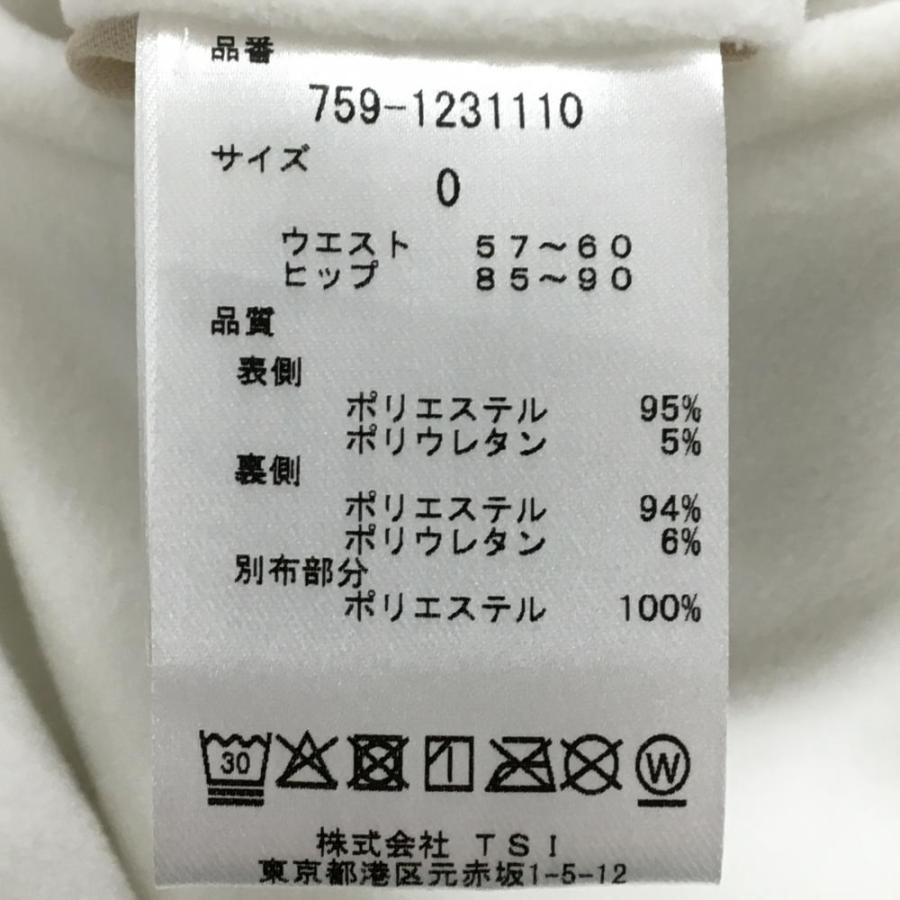 品番
759-1231110
サイズ
0
ウエスト 57～60
ヒップ 85～90
品質
表側
ポリエステル 95%
ポリウレタン 5%
裏側
ポリエステル 94%
ポリウレタン 6%
別布部分
ポリエステル 100%
30 W
株式会社 TSI
東京都港区元赤坂1-5-12